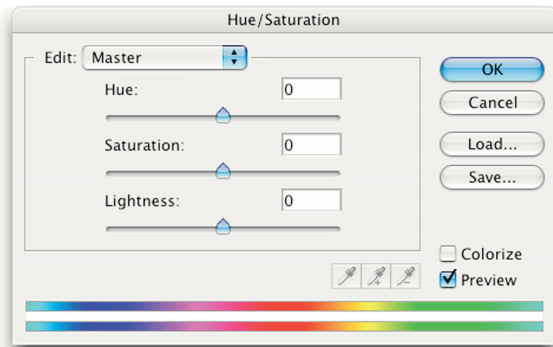 Hue/Saturation
Edit: Master
OK
Hue: 0
Cancel
Saturation: 0
Load...
Save...
Lightness: 0
Colorize
Preview